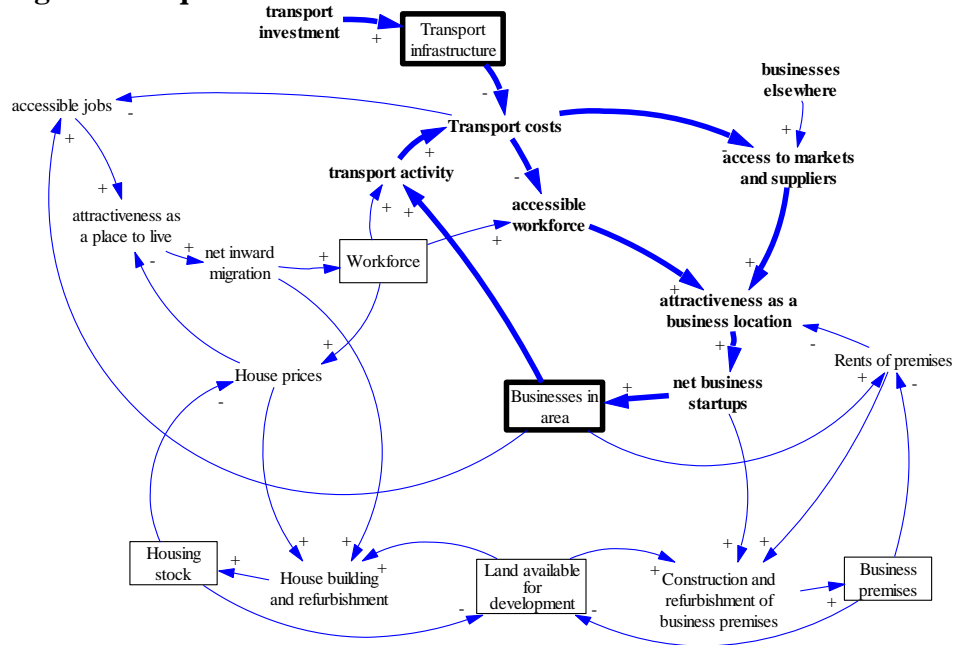 transport
investment
+
Transport
infrastructure
businesses
elsewhere
-
accessible jobs
-
+
Transport costs
+
+
-
access to markets
and suppliers
transport activity
+
-
accessible
workforce
+
+
+
attractiveness as
a place to live
+
-
net inward
migration
+
Workforce
+
+
attractiveness as a
business location
+
-
Rents of premises
+
-
+
House prices
-
net business
startups
+
Businesses in
area
+
+
+
+
+
Housing
stock
+
House building
and refurbishment
Land available
for
development
+
Construction and
refurbishment of
business premises
+
Business
premises
-
-